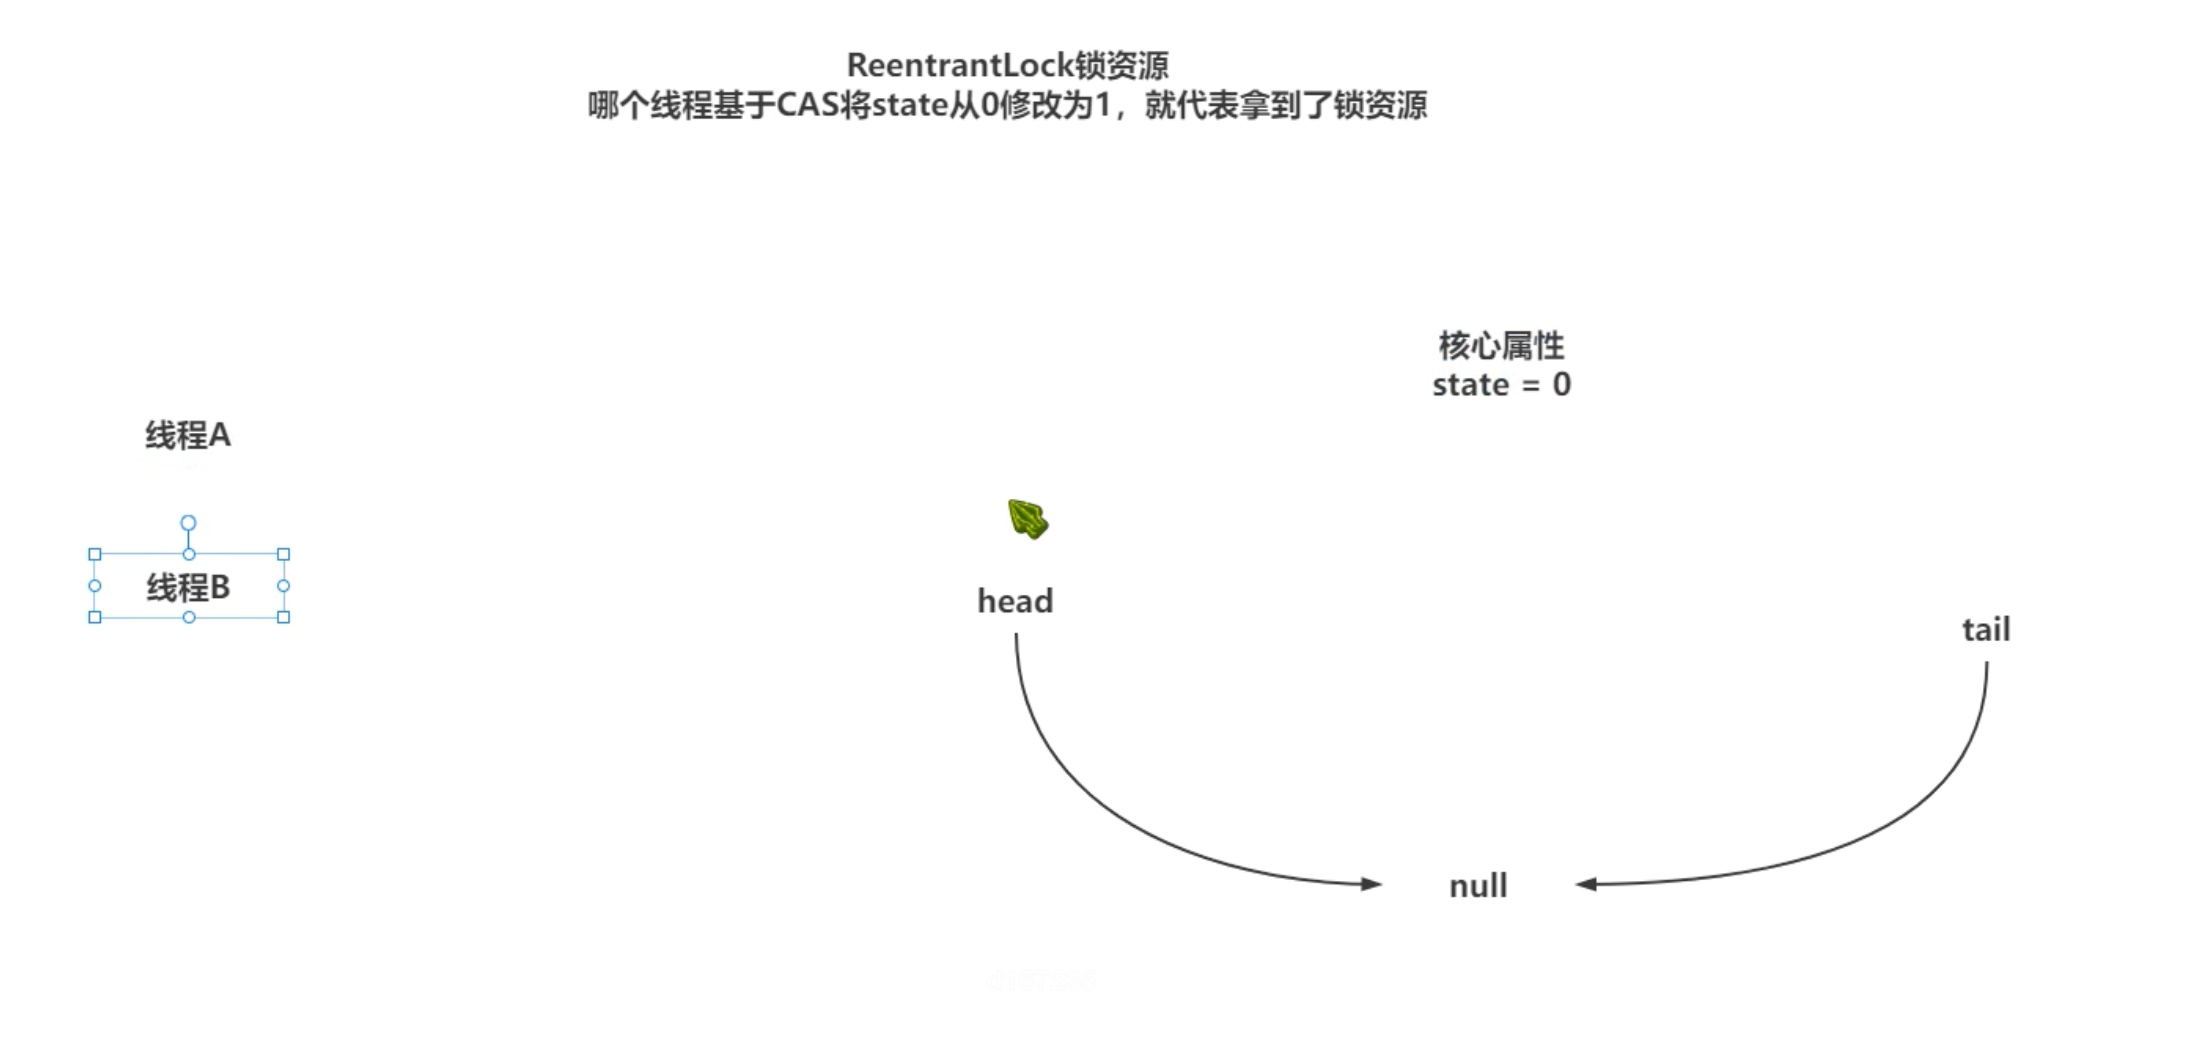 ReentrantLock锁资源
哪个线程基于CAS将state从0修改为1，就代表拿到了锁资源
核心属性
state = 0
线程A
线程B
head
tail
null